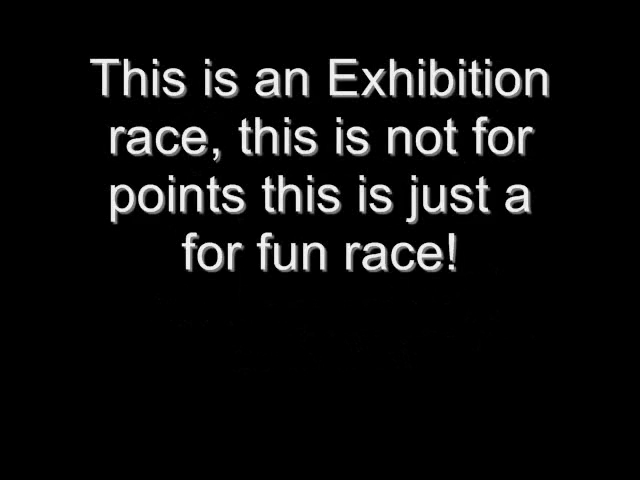 This is an Exhibition
race, this is not for
points this is just a
for fun race!